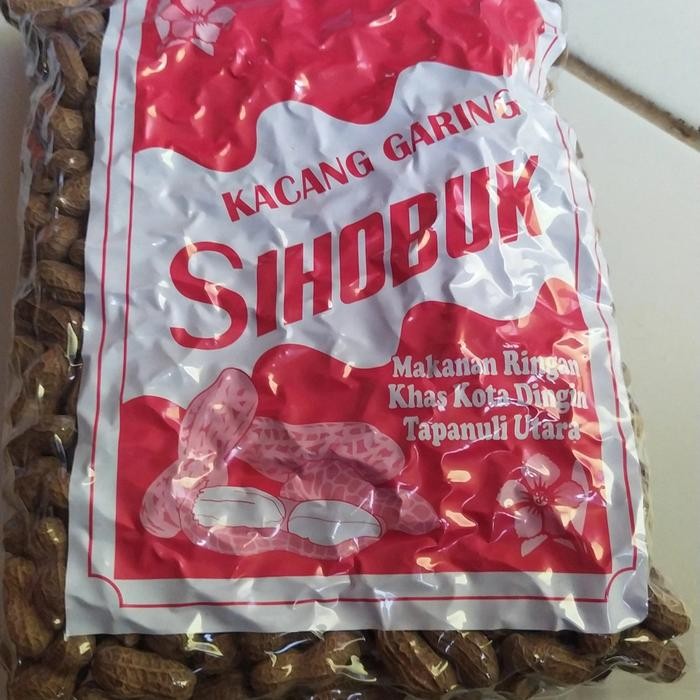 KACANG GARING
SIHOBUK
Makanan Ringan
Khas Kota Dingin
Tapanuli Utara